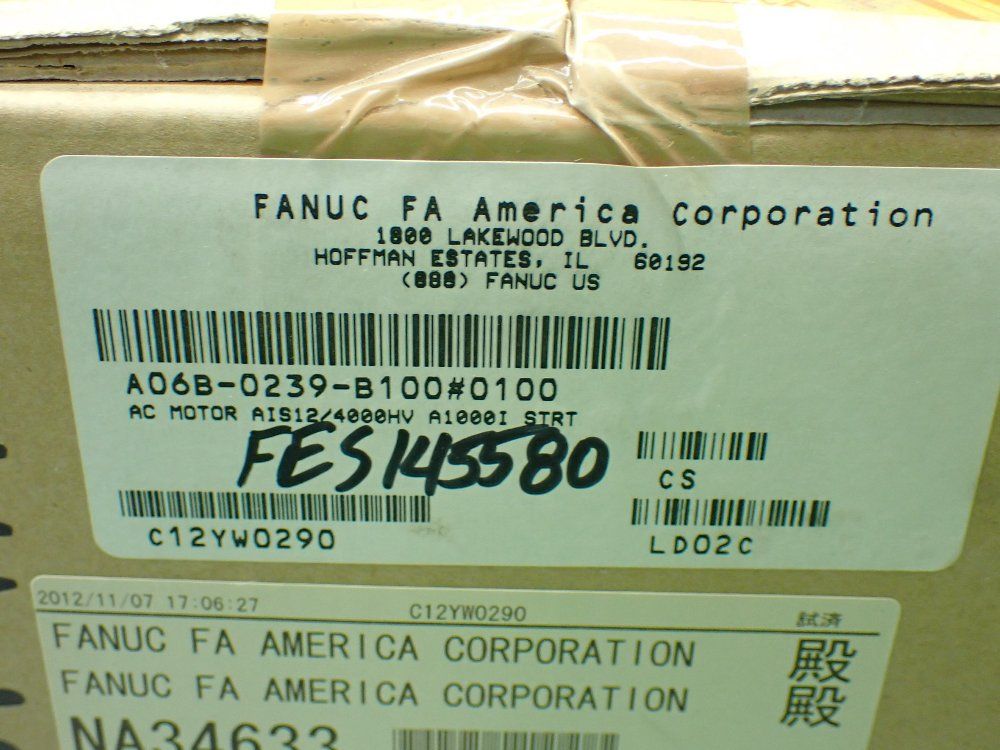 FANUC FA America Corporation
1800 LAKEWOOD BLVD.
HOFFMAN ESTATES, IL 60192
(888) FANUC US
A06B-0239-B100#0100
AC MOTOR AIS12/4000HV A1000I STRT
FES145580
CS
C12YW0290
LD02C
2012/11/07 17:06:27 C12YW0290 試済
FANUC FA AMERICA CORPORATION 殿
FANUC FA AMERICA CORPORATION 殿
NA34633